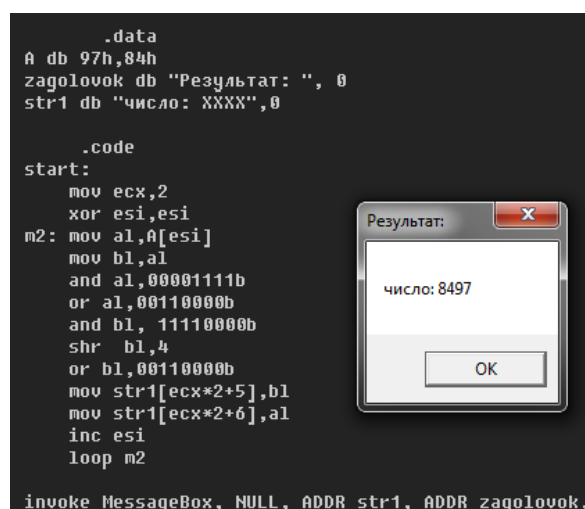 .data
A db 97h,84h
zagolovok db "Результат: ", 0
str1 db "число: XXXX",0
.code
start:
mov ecx,2
xor esi,esi
m2: mov al,A[esi]
mov bl,al
and al,00001111b
or al,00110000b
and bl, 11110000b
shr bl,4
or bl,00110000b
mov str1[ecx*2+5],bl
mov str1[ecx*2+6],al
inc esi
loop m2
invoke MessageBox, NULL, ADDR str1, ADDR zagolovok
Результат:
число: 8497
OK